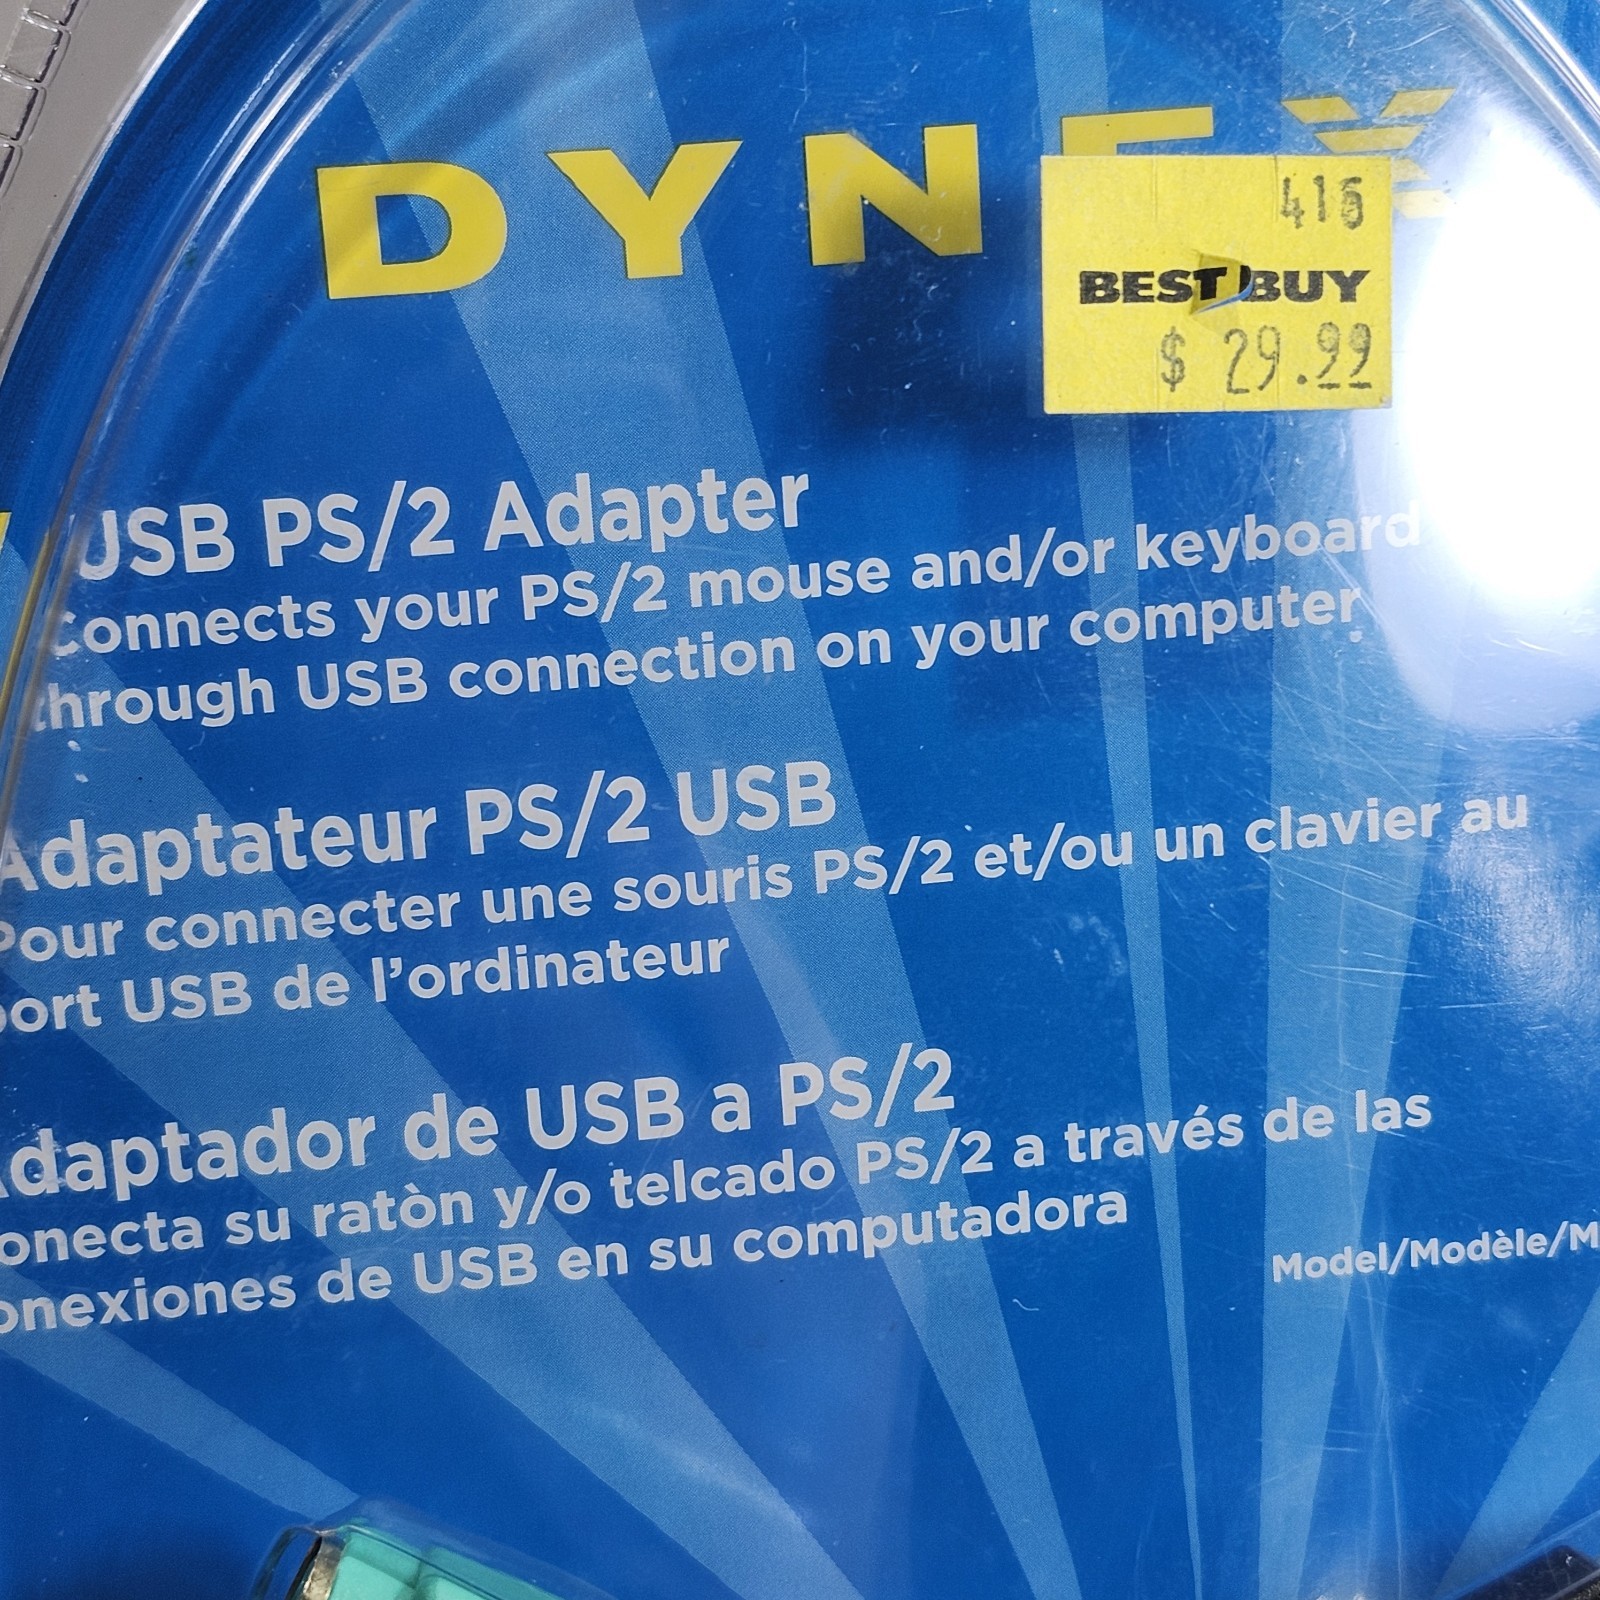 DYNEX
416
BEST BUY
$ 29.99
USB PS/2 Adapter
Connects your PS/2 mouse and/or keyboard
through USB connection on your computer
Adaptateur PS/2 USB
Pour connecter une souris PS/2 et/ou un clavier au
port USB de l'ordinateur
Adaptador de USB a PS/2
onecta su ratòn y/o telcado PS/2 a través de las
onexiones de USB en su computadora
Model/Modèle/M